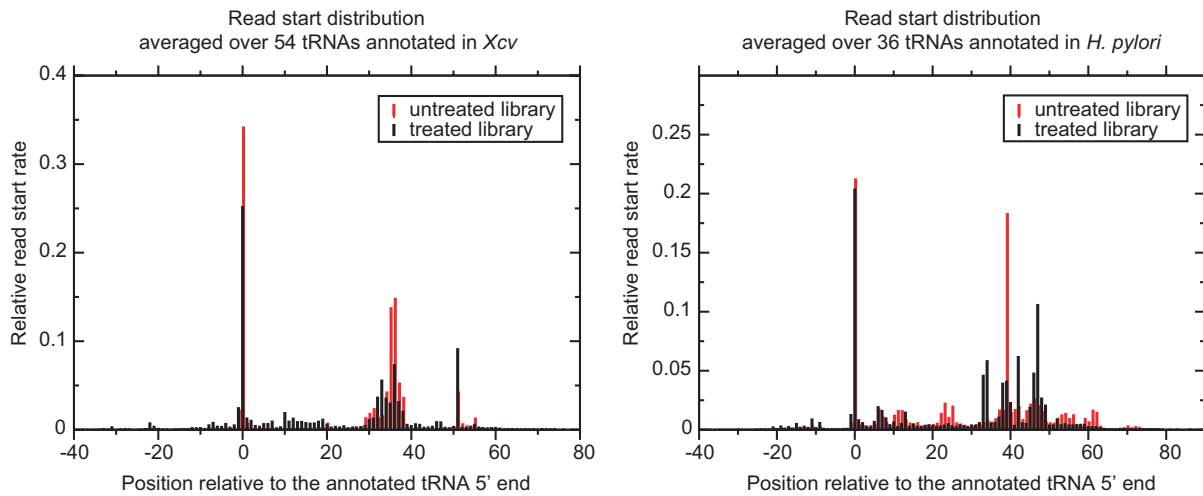 Read start distribution
averaged over 54 tRNAs annotated in Xcv
0.4
0.3
0.2
0.1
0
-40
-20
0
20
40
60
80
Relative read start rate
Position relative to the annotated tRNA 5' end
untreated library
treated library
Read start distribution
averaged over 36 tRNAs annotated in H. pylori
0.25
0.2
0.15
0.1
0.05
0
-40
-20
0
20
40
60
80
Relative read start rate
Position relative to the annotated tRNA 5' end
untreated library
treated library